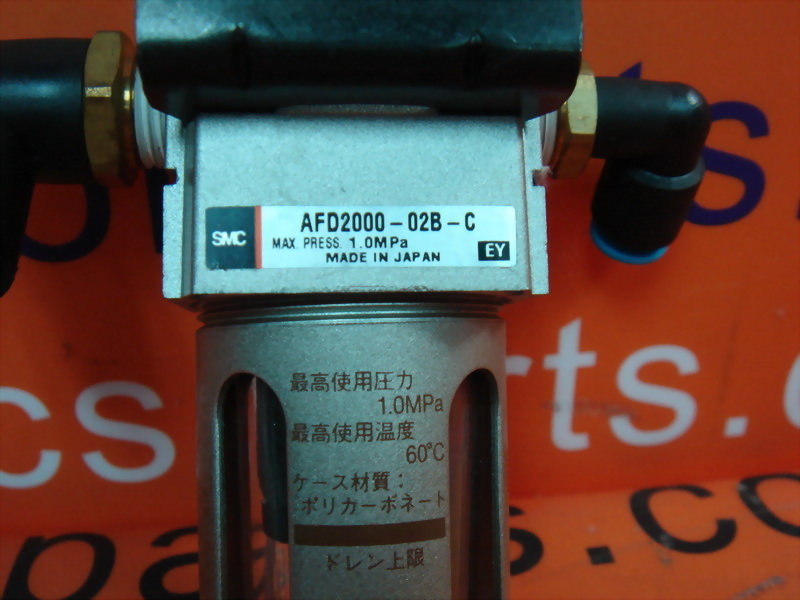 SMC
AFD2000-02B-C
MAX. PRESS. 1.0MPa
MADE IN JAPAN
EY
最高使用圧力
1.0MPa
最高使用温度
60°C
ケース材質:
ポリカーボネート
ドレン上限
rts.com